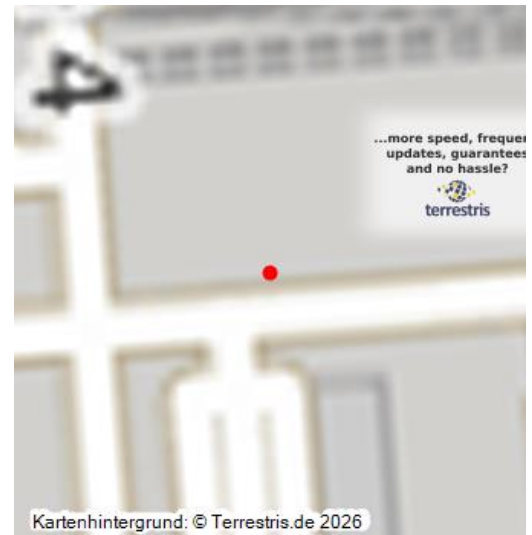 ...more speed, frequen
updates, guarantees
and no hassle?
terrestris
Kartenhintergrund: © Terrestris.de 2026